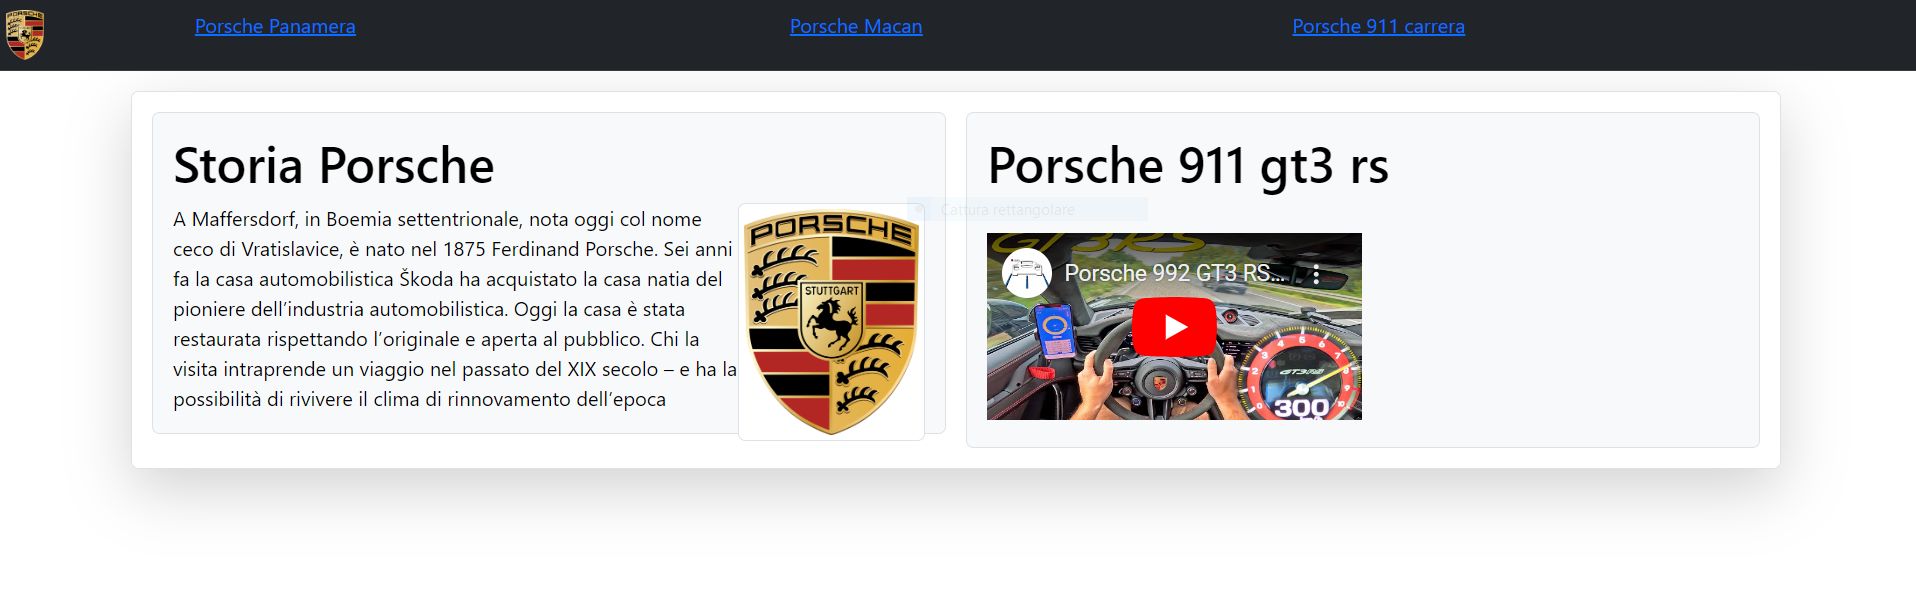 Porsche Panamera
Porsche Macan
Porsche 911 carrera
Storia Porsche
A Maffersdorf, in Boemia settentrionale, nota oggi col nome
ceco di Vratislavice, è nato nel 1875 Ferdinand Porsche. Sei anni
fa la casa automobilistica Škoda ha acquistato la casa natia del
pioniere dell’industria automobilistica. Oggi la casa è stata
restaurata rispettando l’originale e aperta al pubblico. Chi la
visita intraprende un viaggio nel passato del XIX secolo – e ha la
possibilità di rivivere il clima di rinnovamento dell’epoca
PORSCHE
STUTTGART
Porsche 911 gt3 rs
Cattura rettangolare
GT3RS
Porsche 992 GT3 RS...
GT3RS
300